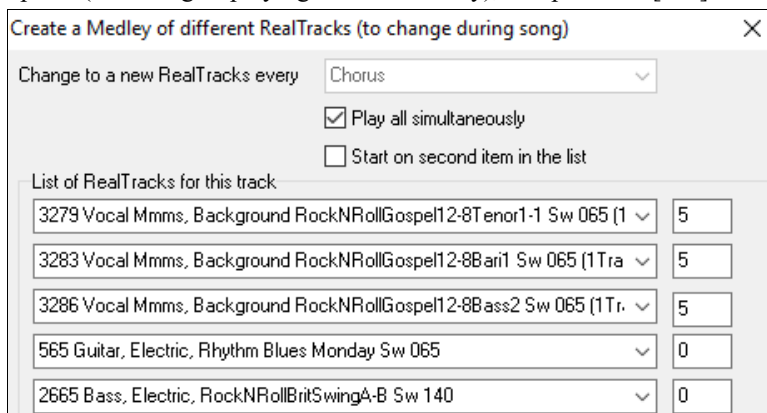 Create a Medley of different RealTracks (to change during song)
Change to a new RealTracks every Chorus
Play all simultaneously
Start on second item in the list
List of RealTracks for this track
3279 Vocal Mmms, Background RockNRollGospel12-8Tenor1-1 Sw 065 (1 5
3283 Vocal Mmms, Background RockNRollGospel12-8Bari1 Sw 065 (1Tra 5
3286 Vocal Mmms, Background RockNRollGospel12-8Bass2 Sw 065 (1Tr. 5
565 Guitar, Electric, Rhythm Blues Monday Sw 065 0
2665 Bass, Electric, RockNRollBritSwingA-B Sw 140 0